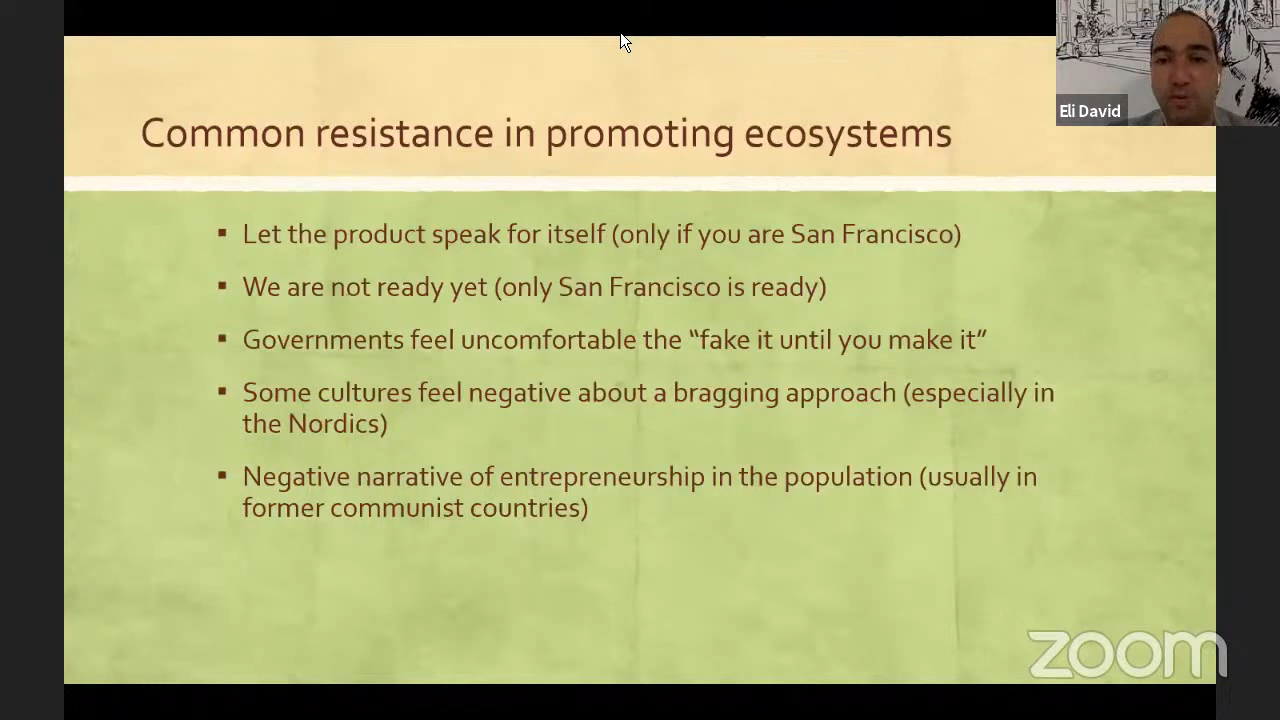 Eli David
Common resistance in promoting ecosystems
▪ Let the product speak for itself (only if you are San Francisco)
▪ We are not ready yet (only San Francisco is ready)
▪ Governments feel uncomfortable the “fake it until you make it”
▪ Some cultures feel negative about a bragging approach (especially in
the Nordics)
▪ Negative narrative of entrepreneurship in the population (usually in
former communist countries)
zoom